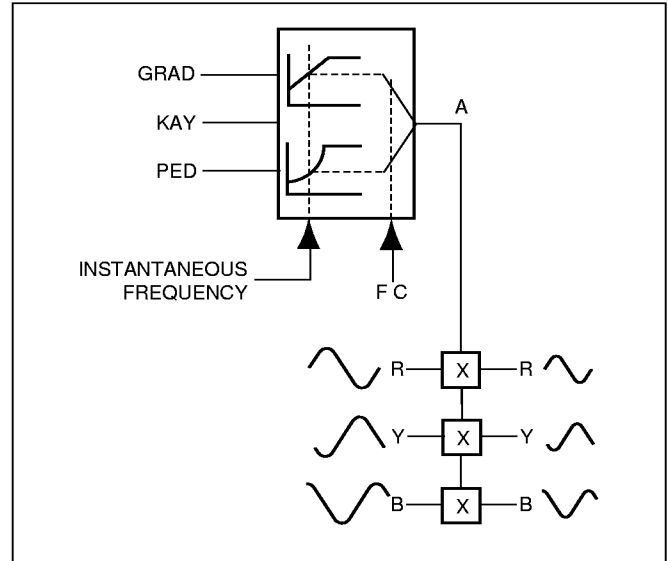 GRAD
A
KAY
PED
INSTANTANEOUS
FREQUENCY
F C
R X R
Y X Y
B X B